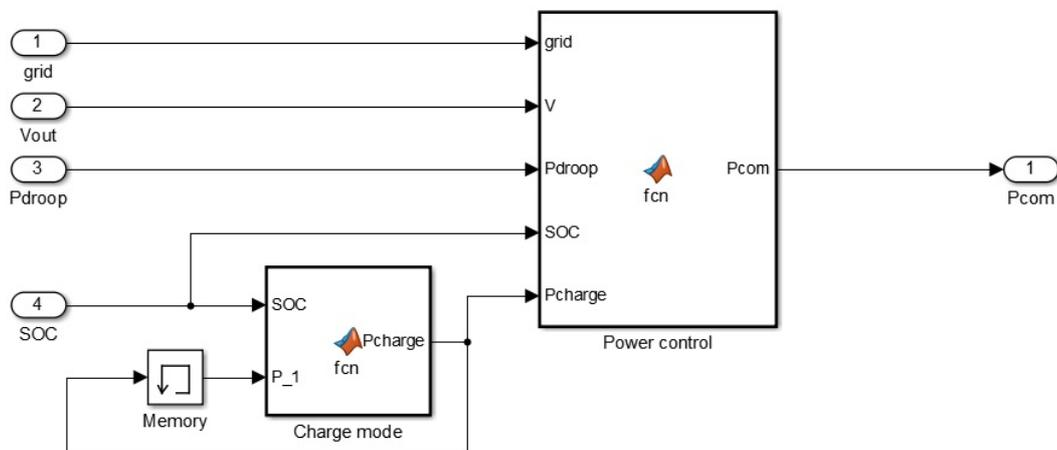 1
grid
grid
2
Vout
V
3
Pdroop
Pdroop
fcn
Pcom
1
Pcom
SOC
4
SOC
SOC
Pcharge
fcn
Pcharge
Power control
P_1
Memory
Charge mode